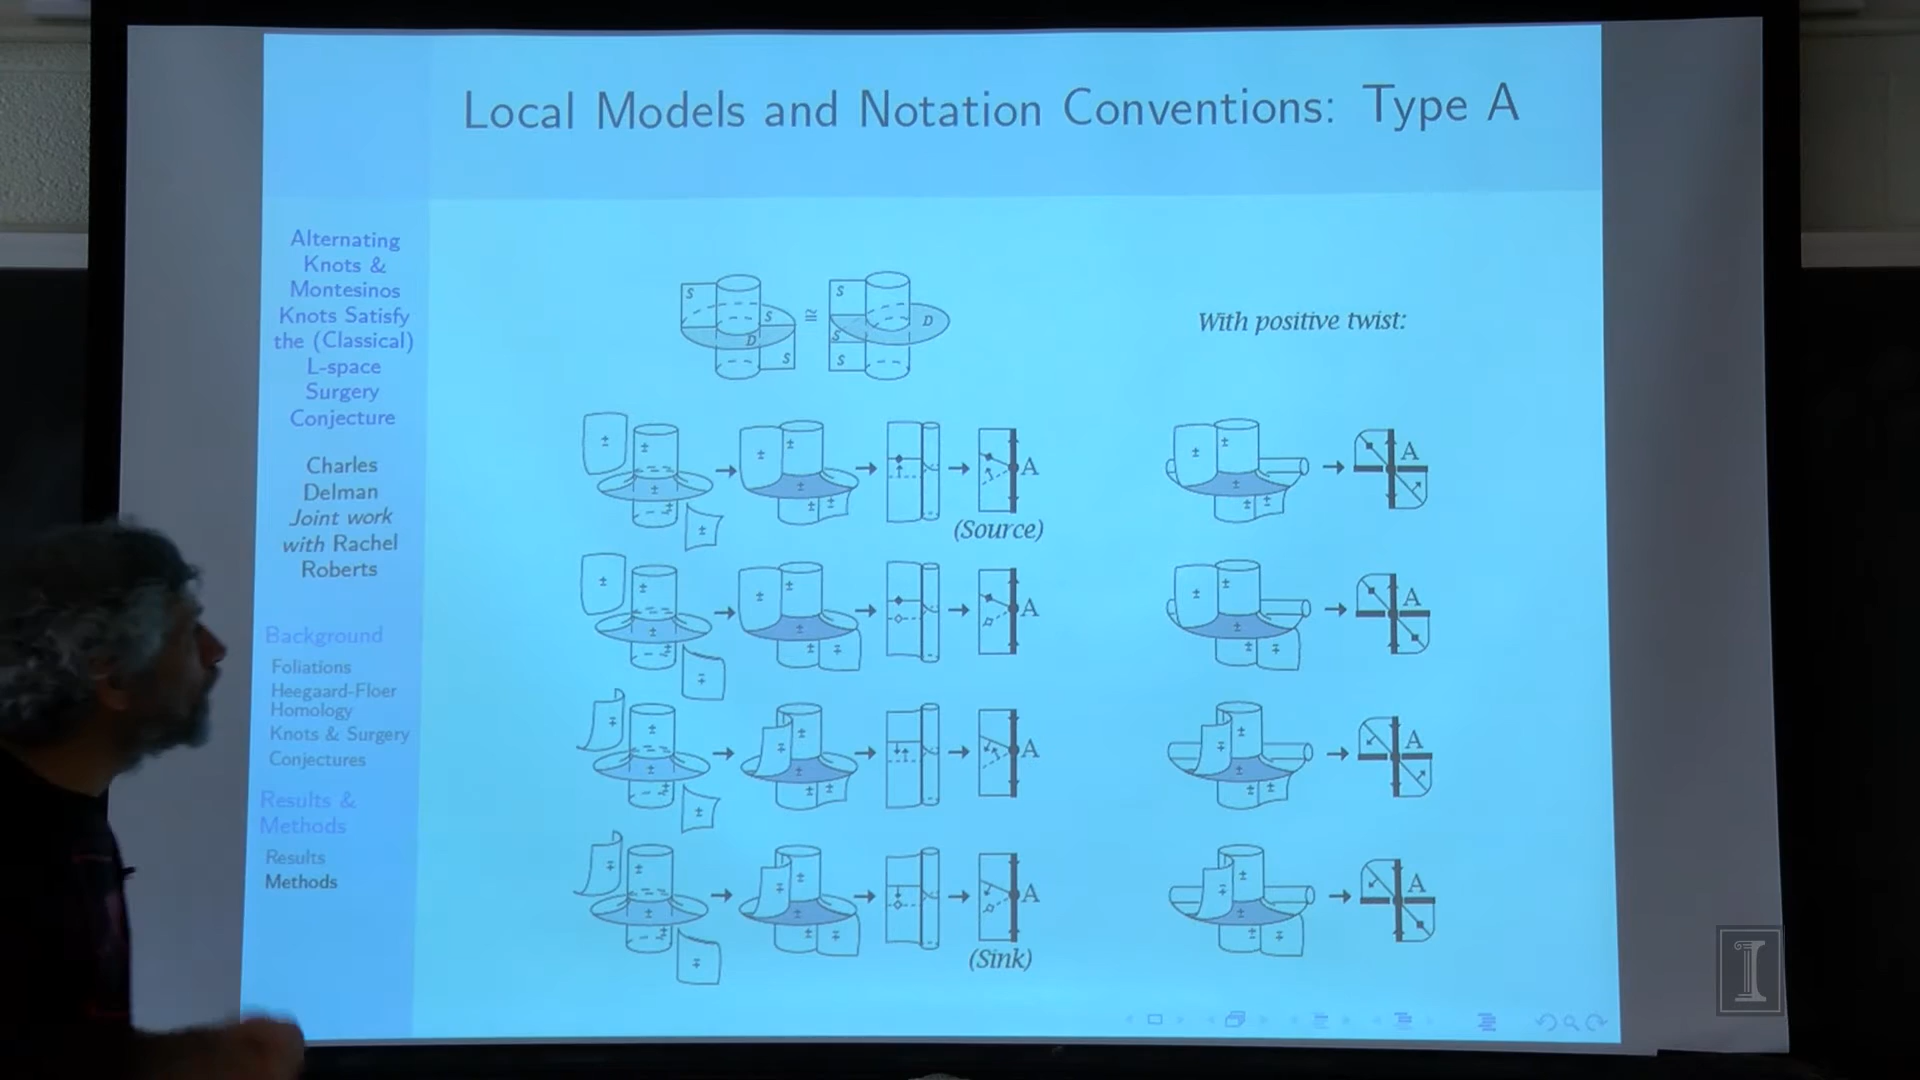 Local Models and Notation Conventions: Type A
Alternating
Knots &
Montesinos
Knots Satisfy
the (Classical)
L-space
Surgery
Conjecture
Charles
Delman
Joint work
with Rachel
Roberts
Background
Foliations
Heegaard-Floer
Homology
Knots & Surgery
Conjectures
Results &
Methods
Results
Methods
S
S
D
S
≅
S
D
S
S
With positive twist:
± ± ± ± ±
± ± ± ± ±
A
(Source)
± ± ± ±
A
± ± ± ± ∓
± ± ± ± ∓
A
± ± ± ± ∓
A
∓ ± ± ± ±
∓ ± ± ± ±
A
∓ ± ± ± ±
A
∓ ± ± ± ∓
∓ ± ± ± ∓
A
(Sink)
∓ ± ± ± ∓
A
I